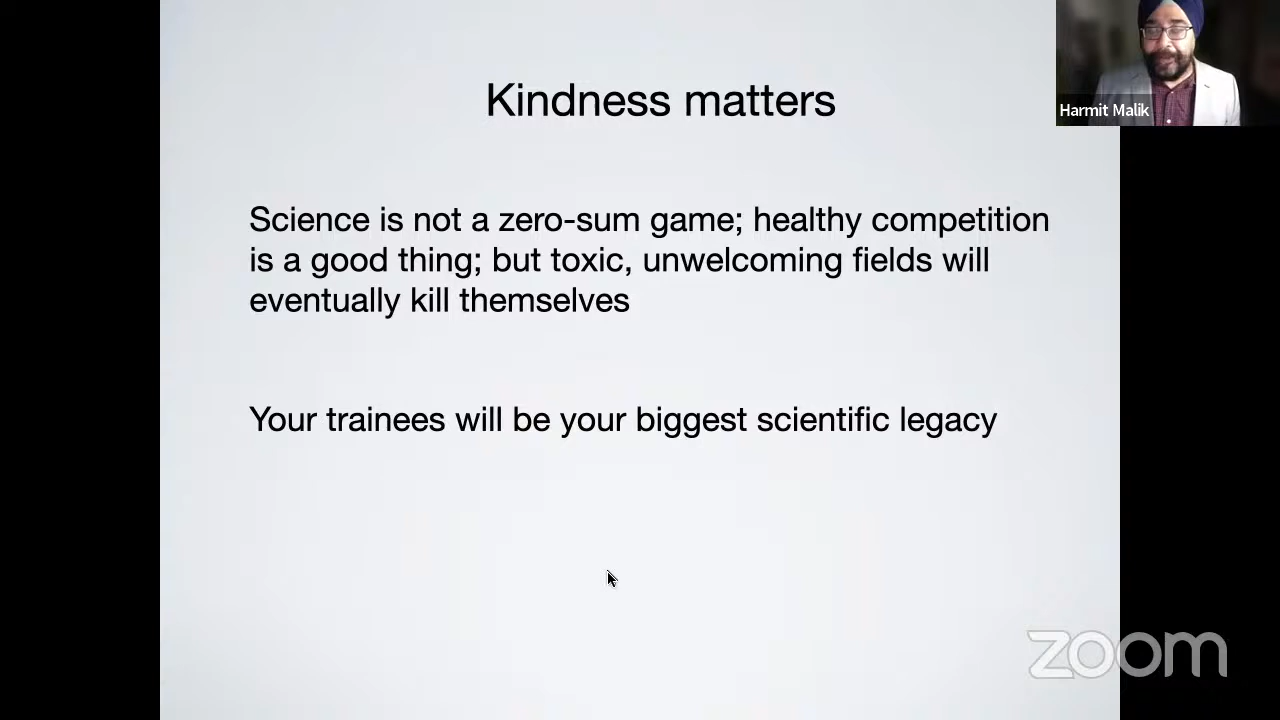 Kindness matters
Harmit Malik
Science is not a zero-sum game; healthy competition
is a good thing; but toxic, unwelcoming fields will
eventually kill themselves
Your trainees will be your biggest scientific legacy
zoom